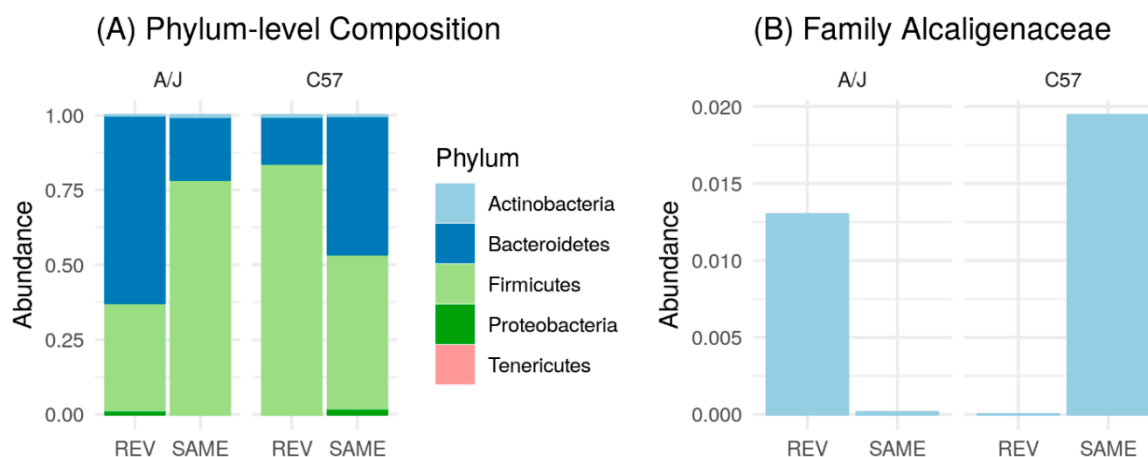 (A) Phylum-level Composition
A/J
C57
1.00
0.75
0.50
0.25
0.00
Abundance
REV
SAME
REV
SAME
Phylum
Actinobacteria
Bacteroidetes
Firmicutes
Proteobacteria
Tenericutes
(B) Family Alcaligenaceae
A/J
C57
0.020
0.015
0.010
0.005
0.000
Abundance
REV
SAME
REV
SAME